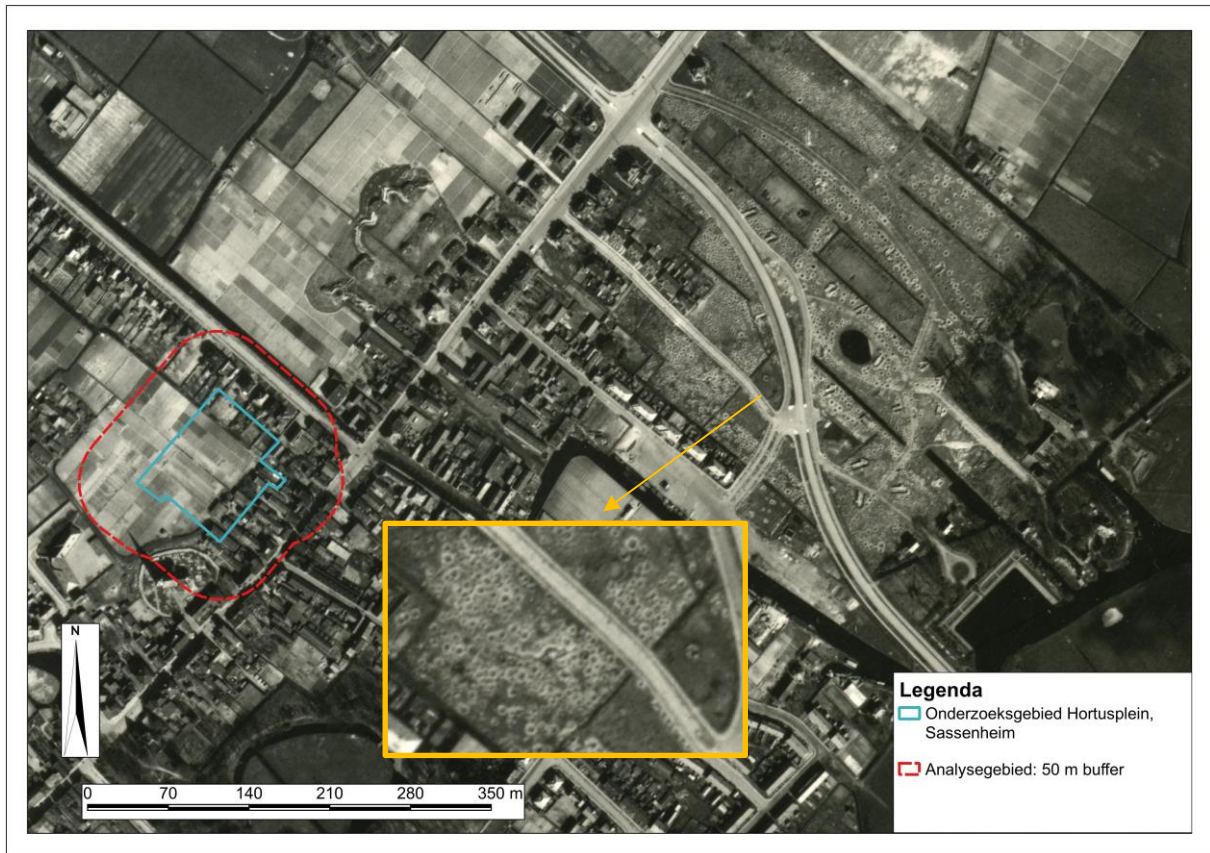 N
0 70 140 210 280 350 m
Legenda
Onderzoeksgebied Hortusplein,
Sassenheim
Analysegebied: 50 m buffer